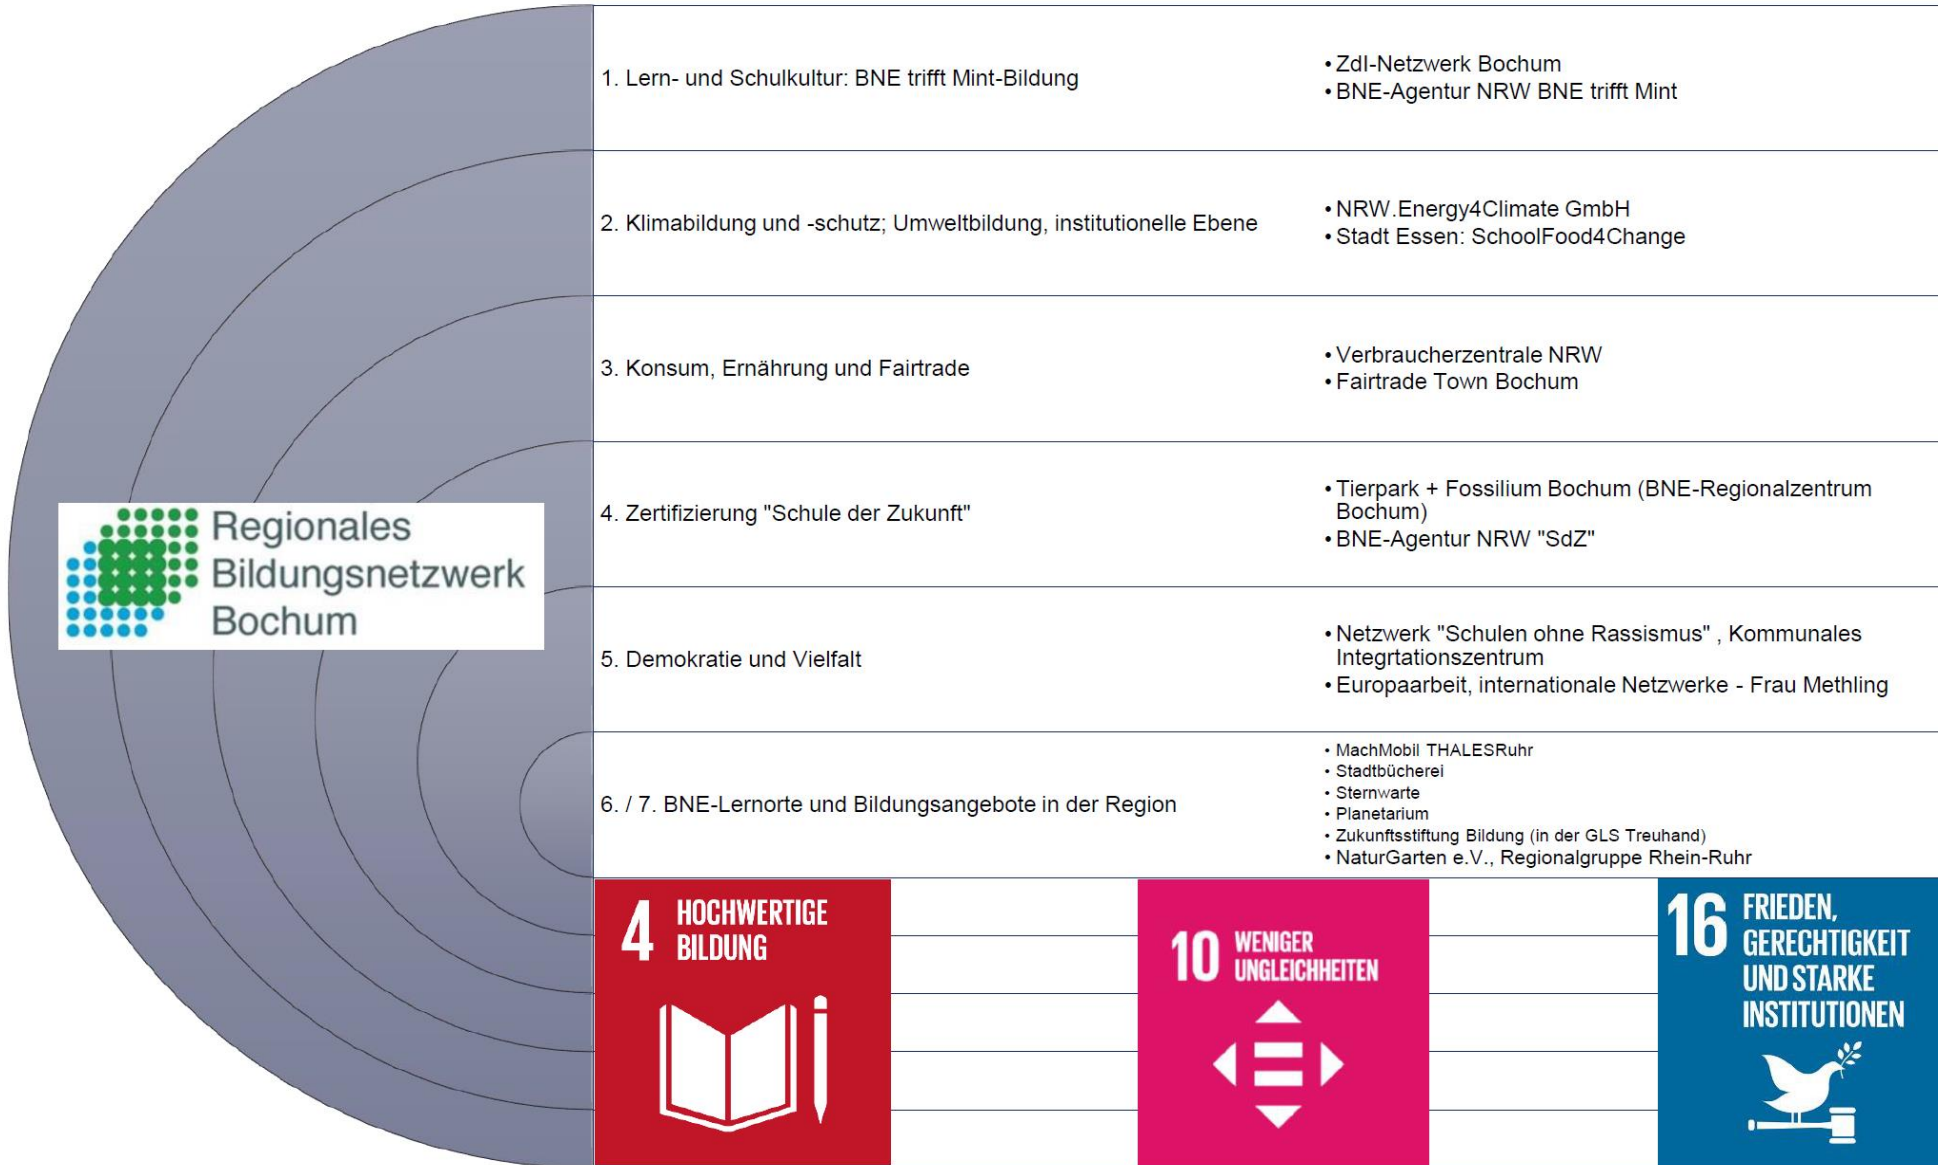 1. Lern- und Schulkultur: BNE trifft Mint-Bildung
• ZdI-Netzwerk Bochum
• BNE-Agentur NRW BNE trifft Mint
2. Klimabildung und -schutz; Umweltbildung, institutionelle Ebene
• NRW.Energy4Climate GmbH
• Stadt Essen: SchoolFood4Change
3. Konsum, Ernährung und Fairtrade
• Verbraucherzentrale NRW
• Fairtrade Town Bochum
Regionales
Bildungsnetzwerk
Bochum
4. Zertifizierung "Schule der Zukunft"
• Tierpark + Fossilium Bochum (BNE-Regionalzentrum
Bochum)
• BNE-Agentur NRW "SdZ"
5. Demokratie und Vielfalt
• Netzwerk "Schulen ohne Rassismus" , Kommunales
Integrtationszentrum
• Europaarbeit, internationale Netzwerke - Frau Methling
6. / 7. BNE-Lernorte und Bildungsangebote in der Region
• MachMobil THALESRuhr
• Stadtbücherei
• Sternwarte
• Planetarium
• Zukunftsstiftung Bildung (in der GLS Treuhand)
• NaturGarten e.V., Regionalgruppe Rhein-Ruhr
4 HOCHWERTIGE
BILDUNG
10 WENIGER
UNGLEICHHEITEN
16 FRIEDEN,
GERECHTIGKEIT
UND STARKE
INSTITUTIONEN